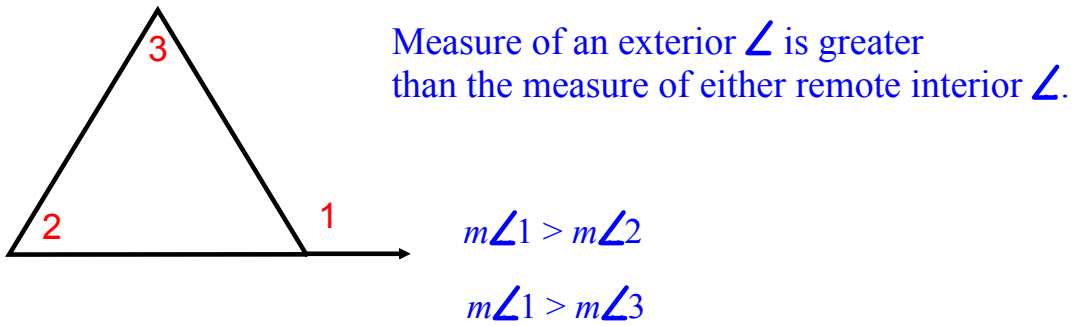 3
Measure of an exterior ∠ is greater
than the measure of either remote interior ∠.
2
1
m∠1 > m∠2
m∠1 > m∠3